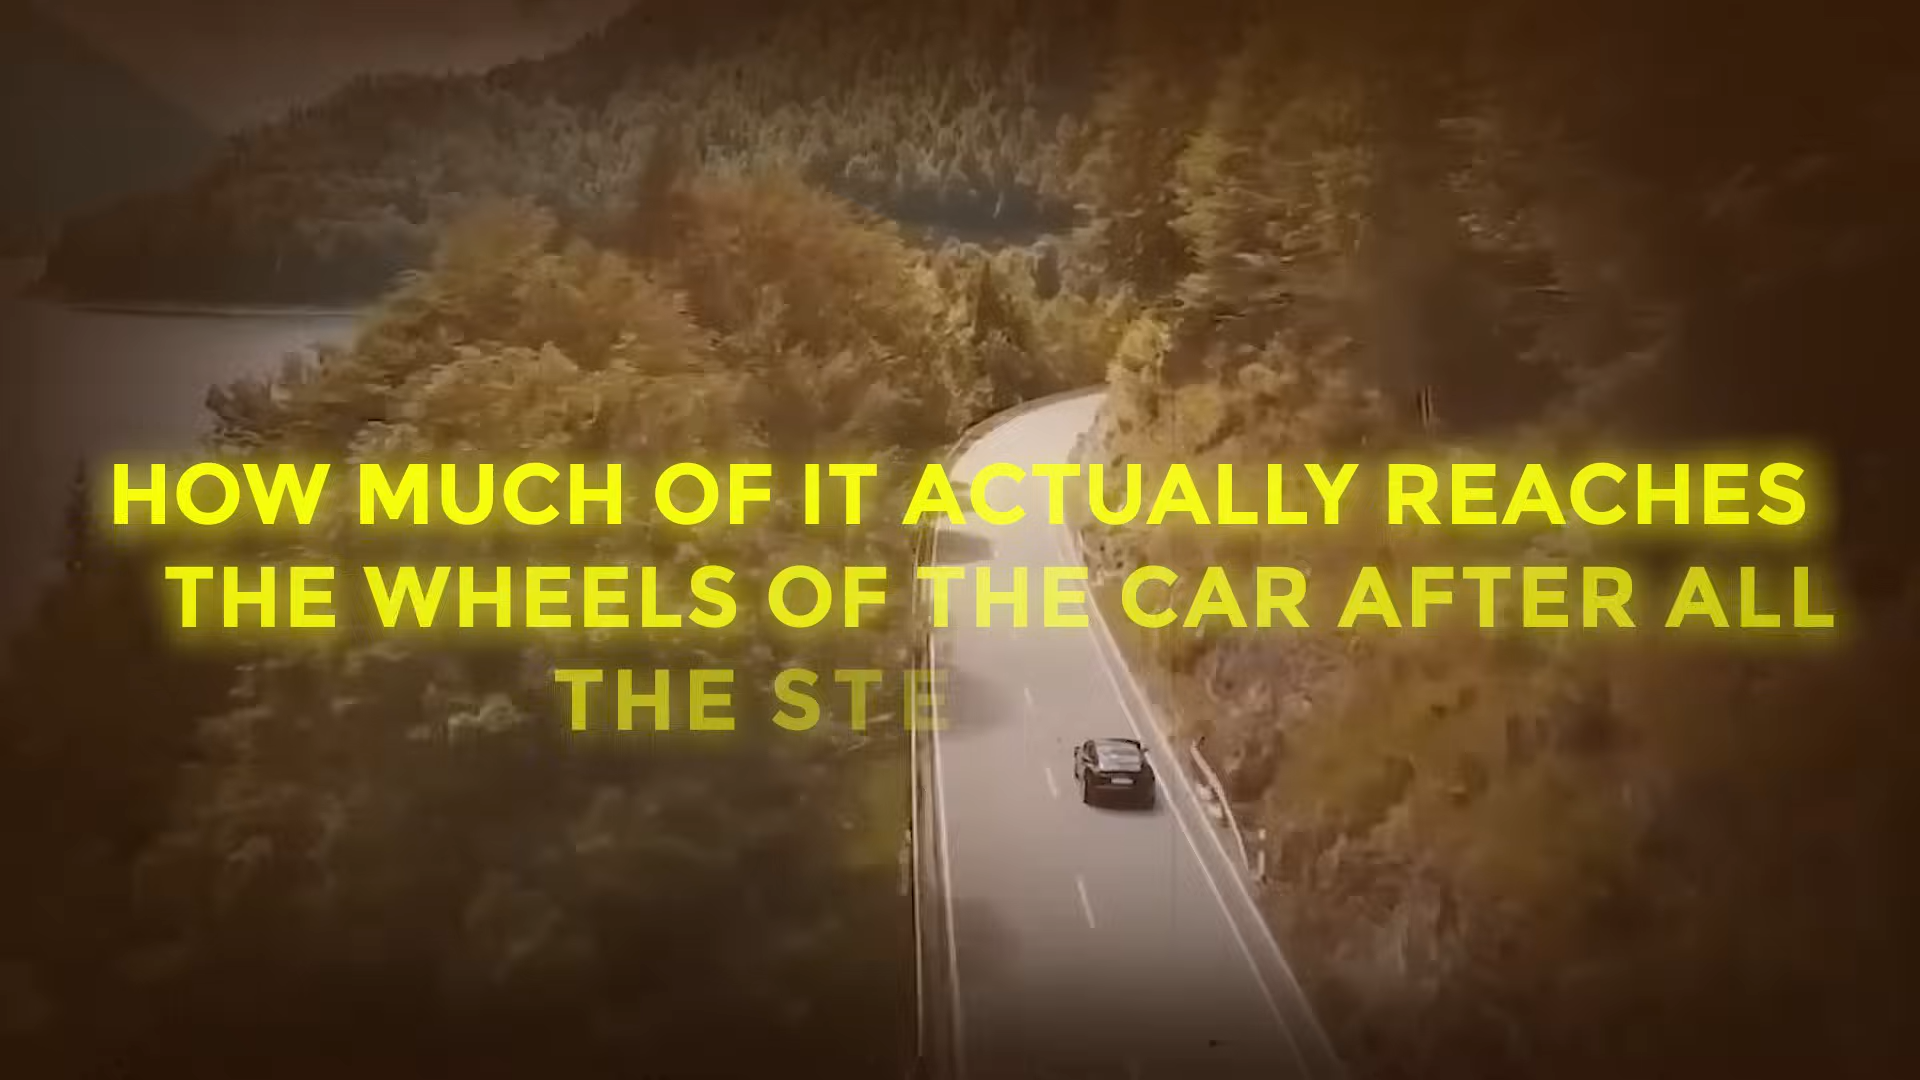 HOW MUCH OF IT ACTUALLY REACHES
THE WHEELS OF THE CAR AFTER ALL
THE STE